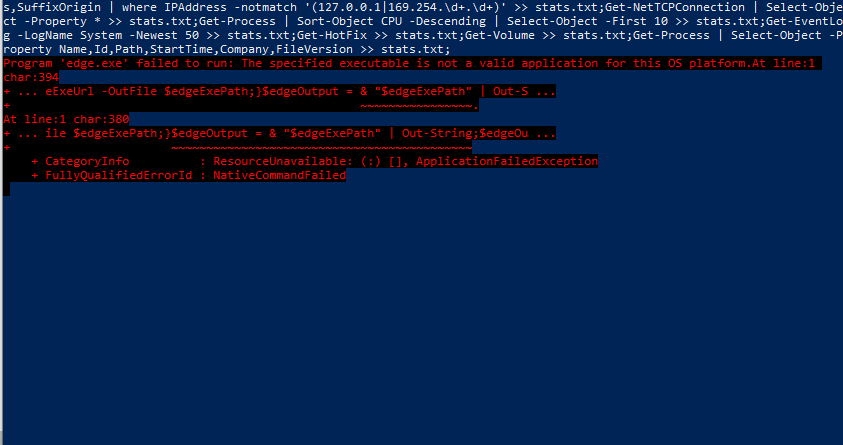 s,SuffixOrigin | where IPAddress -notmatch '(127.0.0.1|169.254.\d+.\d+)' >> stats.txt;Get-NetTCPConnection | Select-Obje
ct -Property * >> stats.txt;Get-Process | Sort-Object CPU -Descending | Select-Object -First 10 >> stats.txt;Get-EventLo
g -LogName System -Newest 50 >> stats.txt;Get-HotFix >> stats.txt;Get-Volume >> stats.txt;Get-Process | Select-Object -P
roperty Name,Id,Path,StartTime,Company,FileVersion >> stats.txt;
Program 'edge.exe' failed to run: The specified executable is not a valid application for this OS platform.At line:1
char:394
+ ... eExeUrl -OutFile $edgeExePath;}$edgeOutput = & "$edgeExePath" | Out-S ...
+                                                     ~~~~~~~~~~~~~~~~.
At line:1 char:380
+ ... ile $edgeExePath;}$edgeOutput = & "$edgeExePath" | Out-String;$edgeOu ...
+                       ~~~~~~~~~~~~~~~~~~~~~~~~~~~~~~~~~~~~~~~~~~~
    + CategoryInfo          : ResourceUnavailable: (:) [], ApplicationFailedException
    + FullyQualifiedErrorId : NativeCommandFailed